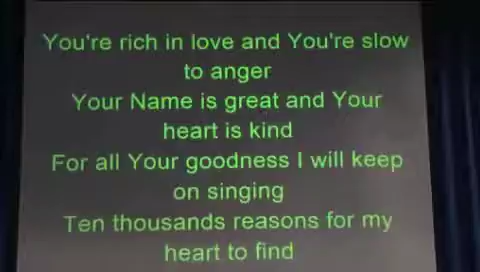 You're rich in love and You're slow
to anger
Your Name is great and Your
heart is kind
For all Your goodness I will keep
on singing
Ten thousands reasons for my
heart to find